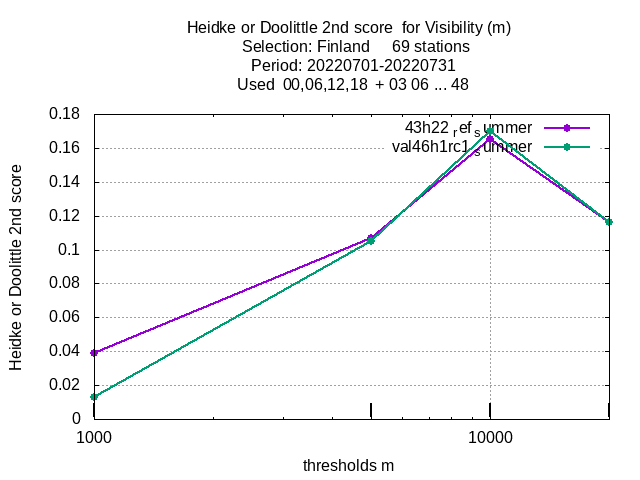 Heidke or Doolittle 2nd score  for Visibility (m)
Selection: Finland     69 stations
Period: 20220701-20220731
Used  00,06,12,18  + 03 06 ... 48
Heidke or Doolittle 2nd score
0.18
0.16
0.14
0.12
0.1
0.08
0.06
0.04
0.02
0
43h22_ref_summer
val46h1rc1_summer
1000
10000
thresholds m